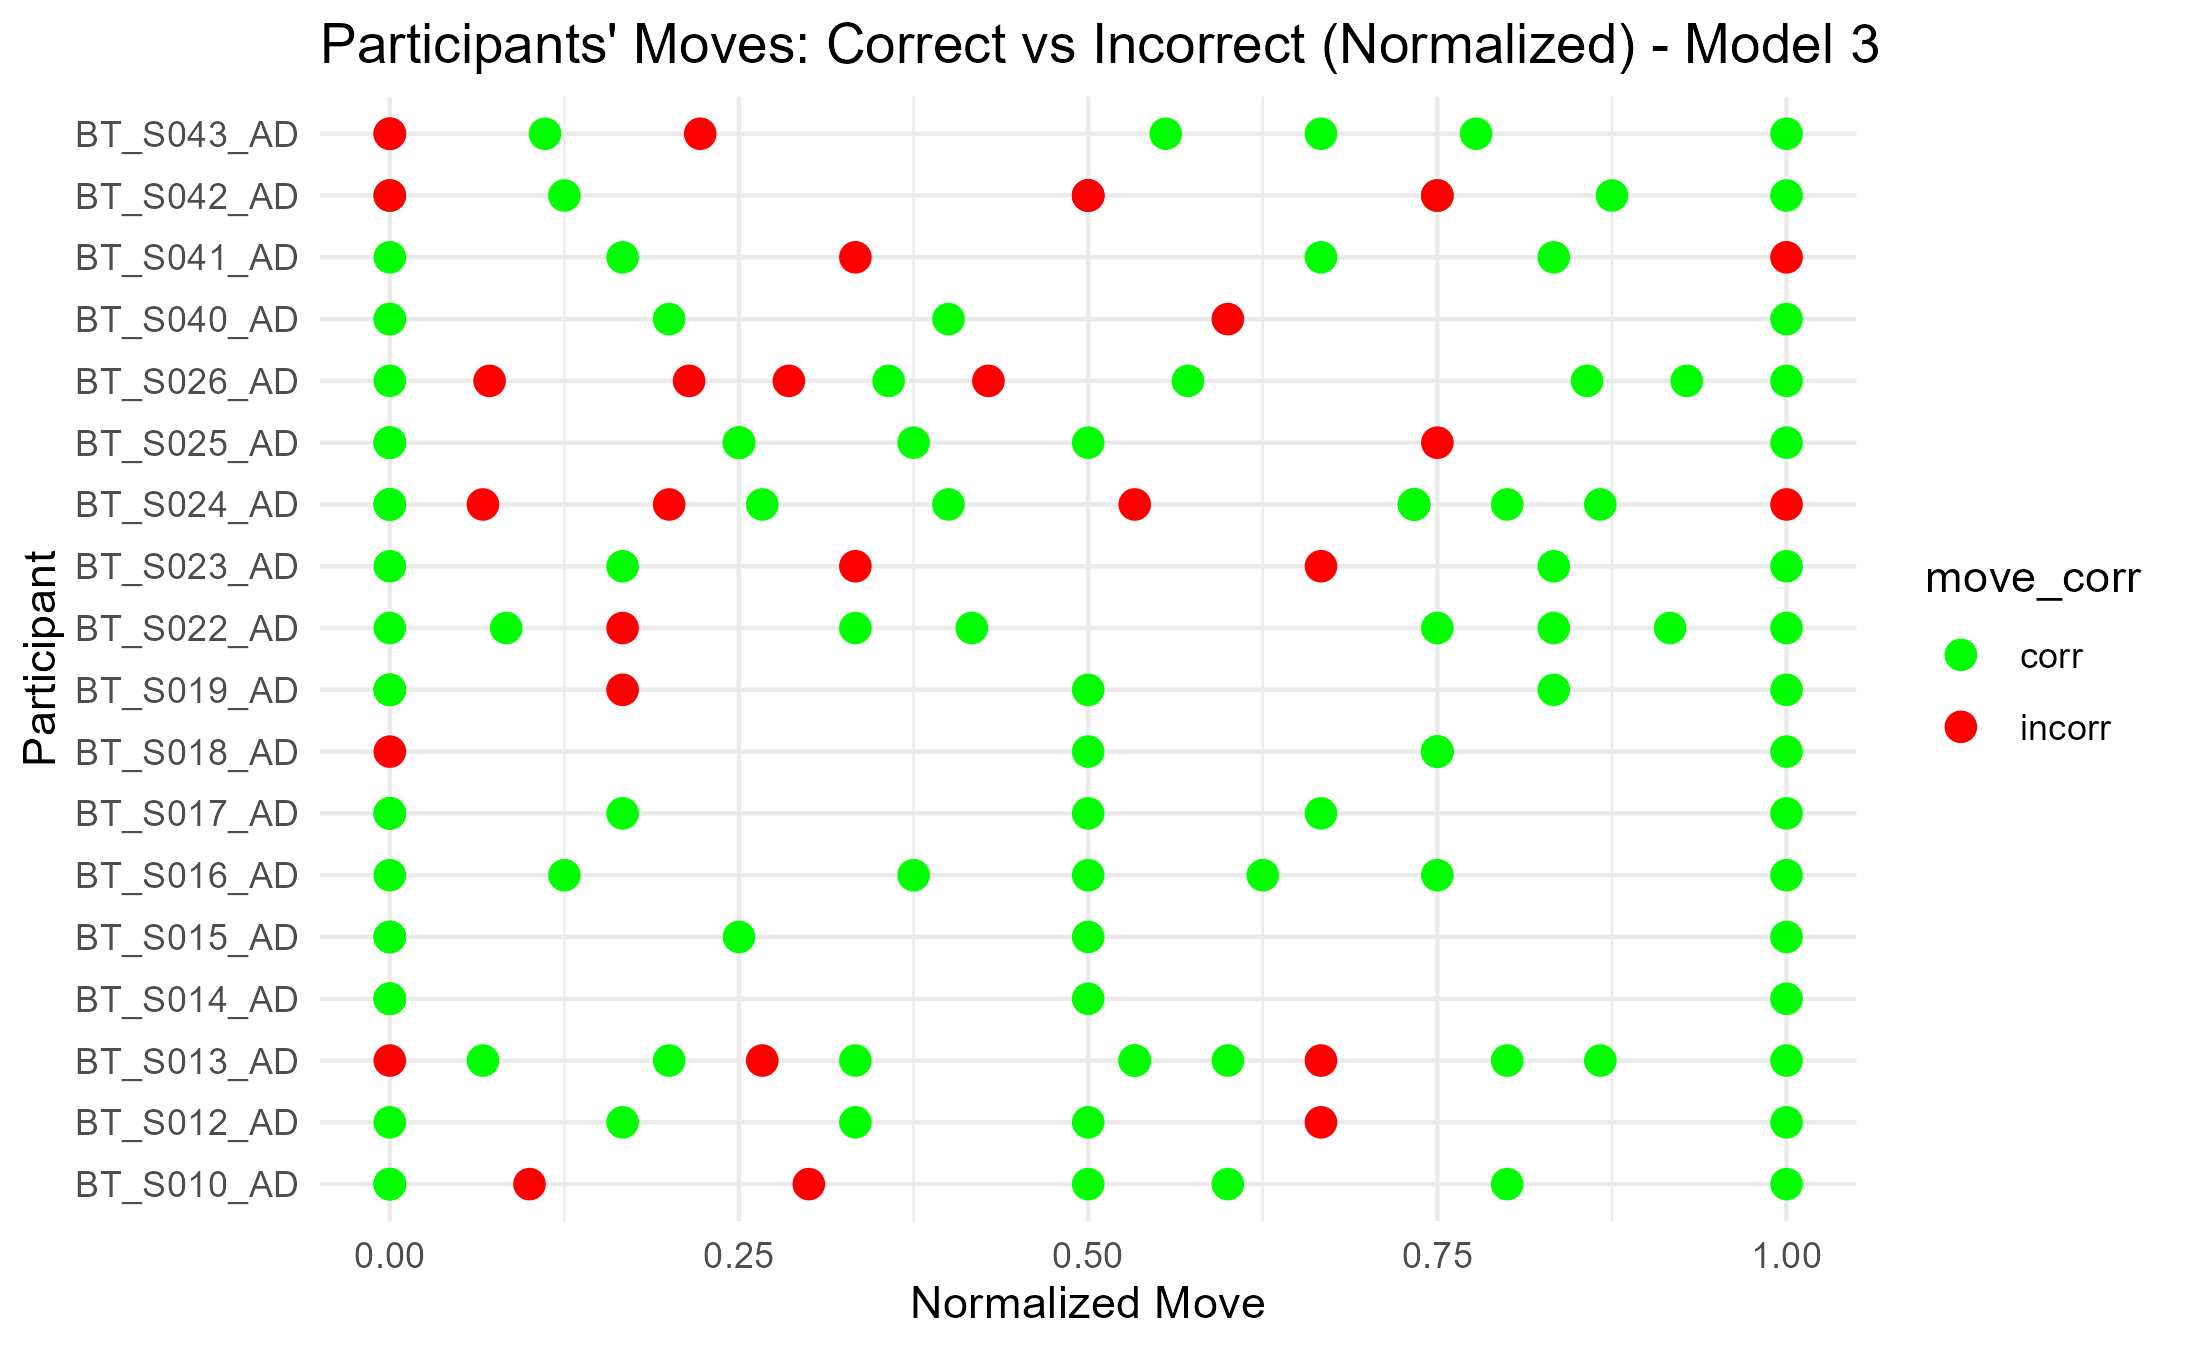 Participants' Moves: Correct vs Incorrect (Normalized) - Model 3
Participant
BT_S043_AD
BT_S042_AD
BT_S041_AD
BT_S040_AD
BT_S026_AD
BT_S025_AD
BT_S024_AD
BT_S023_AD
BT_S022_AD
BT_S019_AD
BT_S018_AD
BT_S017_AD
BT_S016_AD
BT_S015_AD
BT_S014_AD
BT_S013_AD
BT_S012_AD
BT_S010_AD
0.00 0.25 0.50 0.75 1.00
Normalized Move
move_corr
corr
incorr